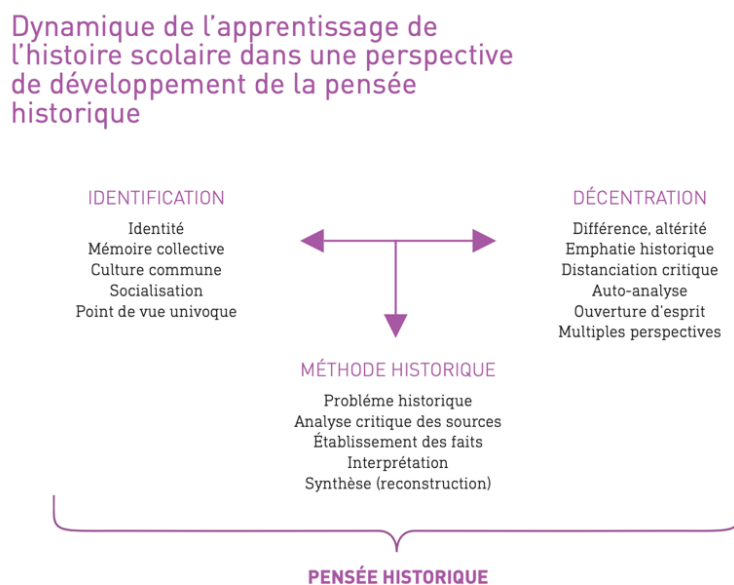 Dynamique de l'apprentissage de
l'histoire scolaire dans une perspective
de développement de la pensée
historique
IDENTIFICATION
Identité
Mémoire collective
Culture commune
Socialisation
Point de vue univoque
DÉCENTRATION
Différence, altérité
Emphatie historique
Distanciation critique
Auto-analyse
Ouverture d'esprit
Multiples perspectives
MÉTHODE HISTORIQUE
Probléme historique
Analyse critique des sources
Établissement des faits
Interprétation
Synthèse (reconstruction)
PENSÉE HISTORIQUE